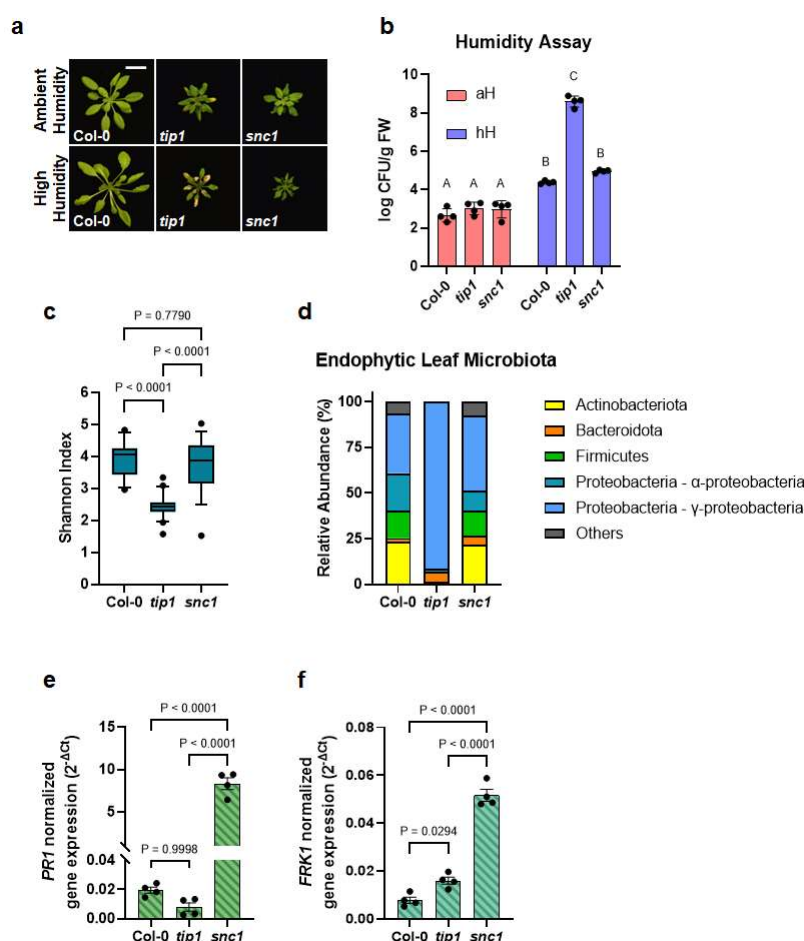 a
Ambient
Humidity
Col-0
tip1
snc1
High
Humidity
Col-0
tip1
snc1
b
Humidity Assay
log CFU/g FW
10
8
6
4
2
0
aH
hH
A
A
A
B
C
B
Col-0
tip1
snc1
Col-0
tip1
snc1
c
P = 0.7790
P < 0.0001
P < 0.0001
Shannon Index
6
5
4
3
2
1
0
Col-0
tip1
snc1
d
Endophytic Leaf Microbiota
Relative Abundance (%)
100
75
50
25
0
Col-0
tip1
snc1
Actinobacteriota
Bacteroidota
Firmicutes
Proteobacteria - α-proteobacteria
Proteobacteria - γ-proteobacteria
Others
e
P < 0.0001
P < 0.0001
P = 0.9998
PR1 normalized
gene expression (2^-ΔCt)
15
10
5
0.04
0.02
0.00
Col-0
tip1
snc1
f
P < 0.0001
P < 0.0001
P = 0.0294
FRK1 normalized
gene expression (2^-ΔCt)
0.08
0.06
0.04
0.02
0.00
Col-0
tip1
snc1